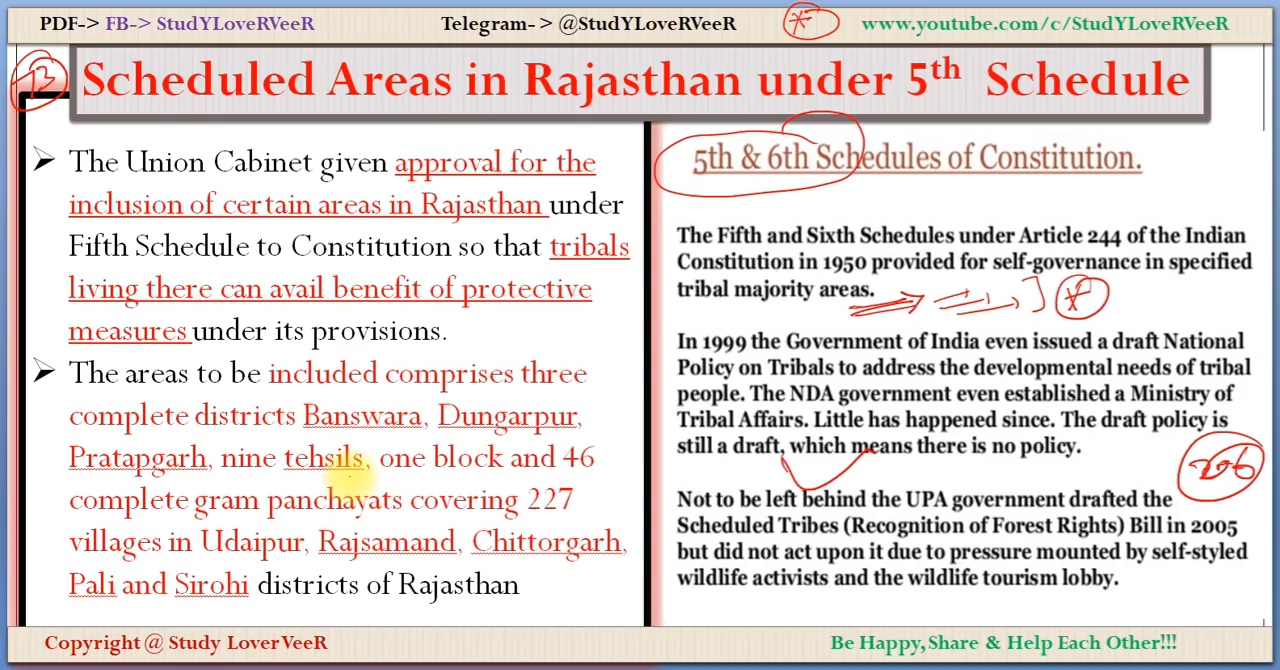 PDF-> FB-> StudYLoveRVeeR
Telegram-> @StudYLoveRVeeR
www.youtube.com/c/StudYLoveRVeeR
13
Scheduled Areas in Rajasthan under 5th Schedule
The Union Cabinet given approval for the
inclusion of certain areas in Rajasthan under
Fifth Schedule to Constitution so that tribals
living there can avail benefit of protective
measures under its provisions.
The areas to be included comprises three
complete districts Banswara, Dungarpur,
Pratapgarh, nine tehsils, one block and 46
complete gram panchayats covering 227
villages in Udaipur, Rajsamand, Chittorgarh,
Pali and Sirohi districts of Rajasthan
5th & 6th Schedules of Constitution.
The Fifth and Sixth Schedules under Article 244 of the Indian
Constitution in 1950 provided for self-governance in specified
tribal majority areas.
In 1999 the Government of India even issued a draft National
Policy on Tribals to address the developmental needs of tribal
people. The NDA government even established a Ministry of
Tribal Affairs. Little has happened since. The draft policy is
still a draft, which means there is no policy.
Not to be left behind the UPA government drafted the
Scheduled Tribes (Recognition of Forest Rights) Bill in 2005
but did not act upon it due to pressure mounted by self-styled
wildlife activists and the wildlife tourism lobby.
Copyright @ Study LoverVeeR
Be Happy,Share & Help Each Other!!!